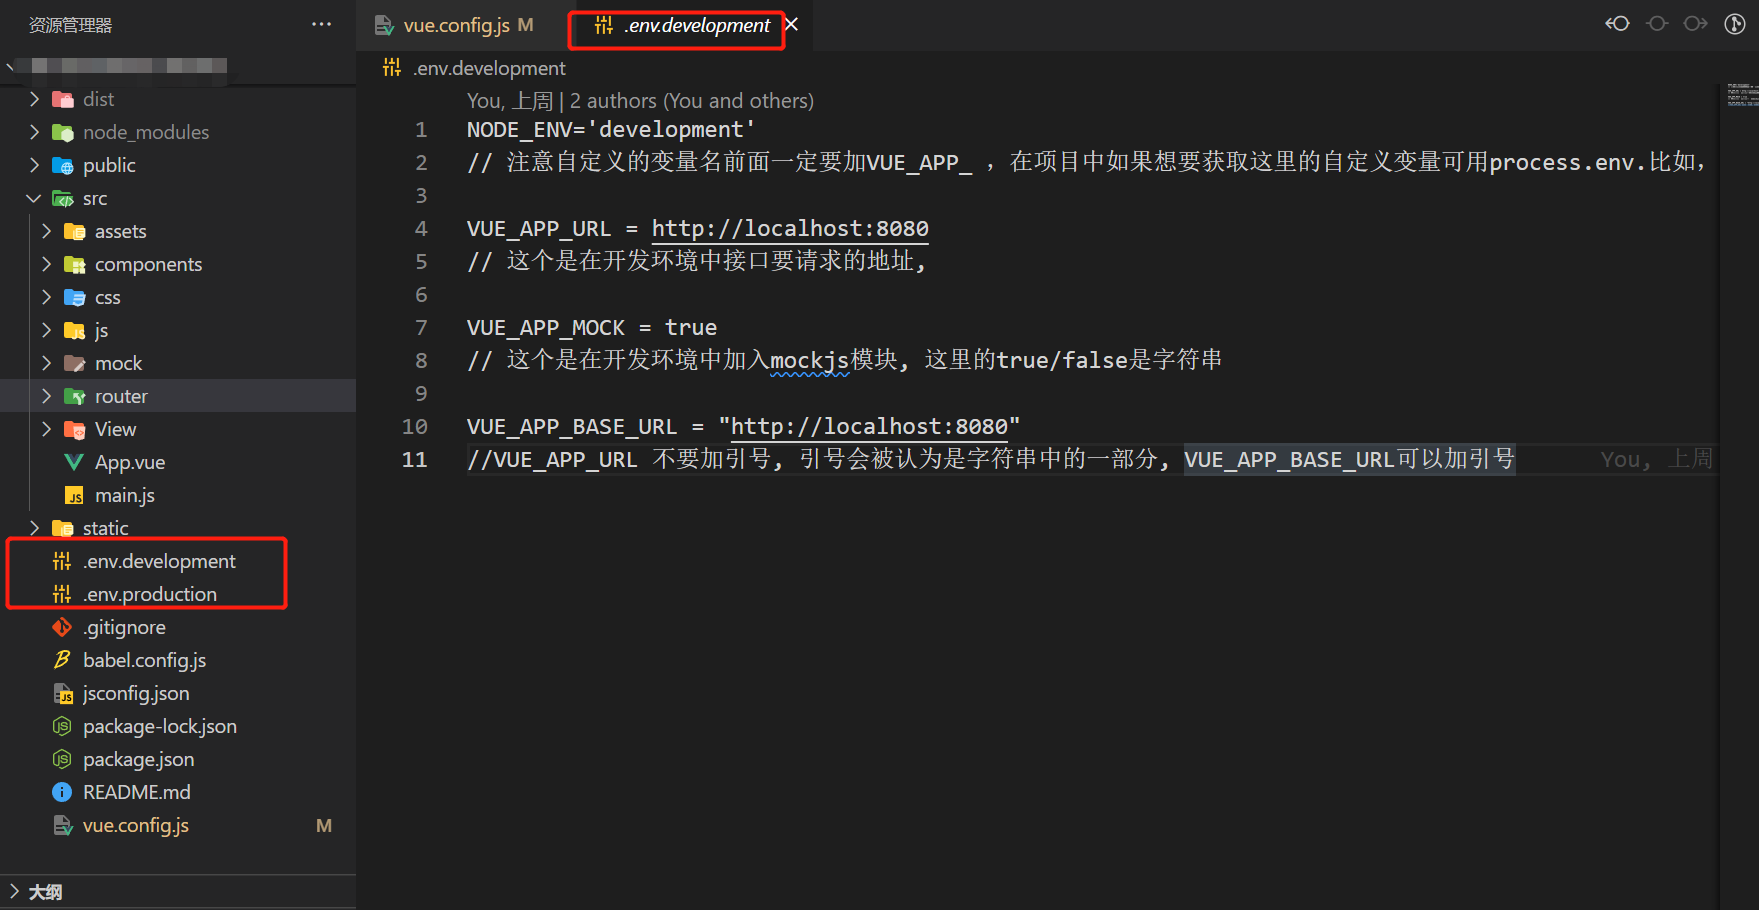 资源管理器
dist
node_modules
public
src
assets
components
css
js
mock
router
View
App.vue
main.js
static
.env.development
.env.production
.gitignore
babel.config.js
jsconfig.json
package-lock.json
package.json
README.md
vue.config.js M
大纲
vue.config.js M
.env.development
.env.development
You, 上周 | 2 authors (You and others)
1 NODE_ENV='development'
2 // 注意自定义的变量名前面一定要加VUE_APP_ ，在项目中如果想要获取这里的自定义变量可用process.env.比如，
3
4 VUE_APP_URL = http://localhost:8080
5 // 这个是在开发环境中接口要请求的地址，
6
7 VUE_APP_MOCK = true
8 // 这个是在开发环境中加入mockjs模块, 这里的true/false是字符串
9
10 VUE_APP_BASE_URL = "http://localhost:8080"
11 //VUE_APP_URL 不要加引号, 引号会被认为是字符串中的一部分, VUE_APP_BASE_URL可以加引号 You, 上周